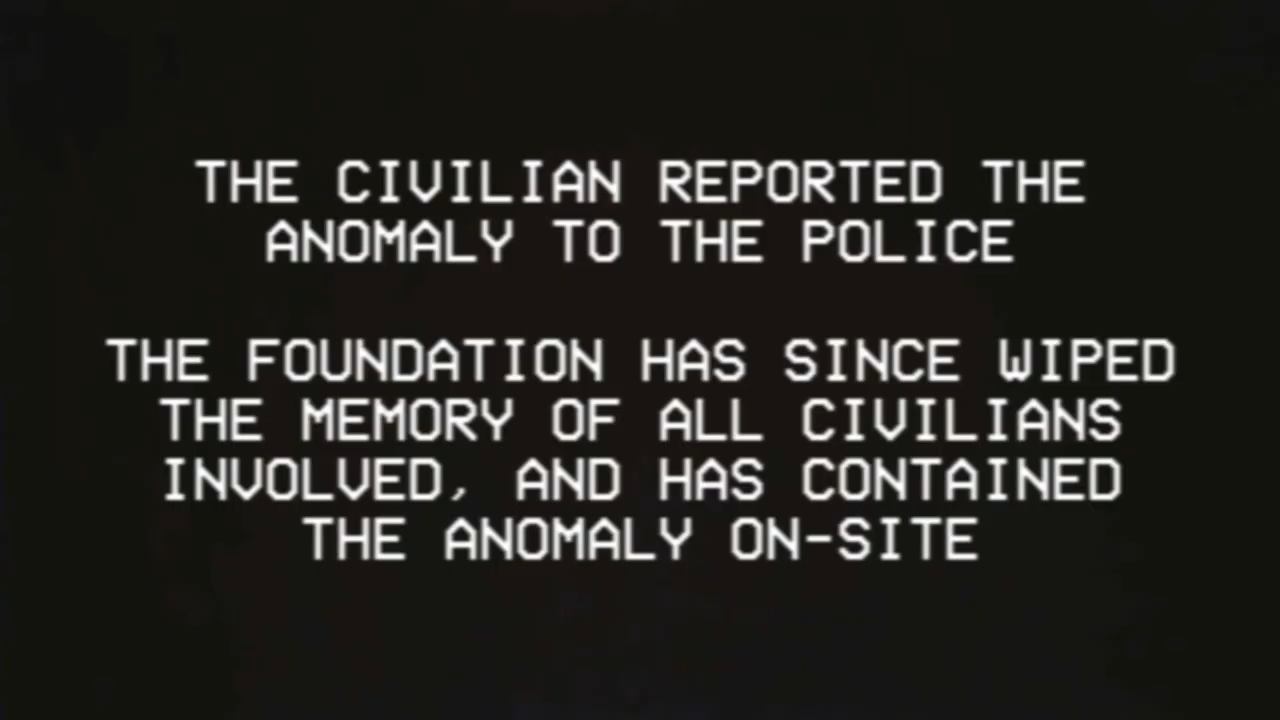 THE CIVILIAN REPORTED THE
ANOMALY TO THE POLICE
THE FOUNDATION HAS SINCE WIPED
THE MEMORY OF ALL CIVILIANS
INVOLVED, AND HAS CONTAINED
THE ANOMALY ON-SITE